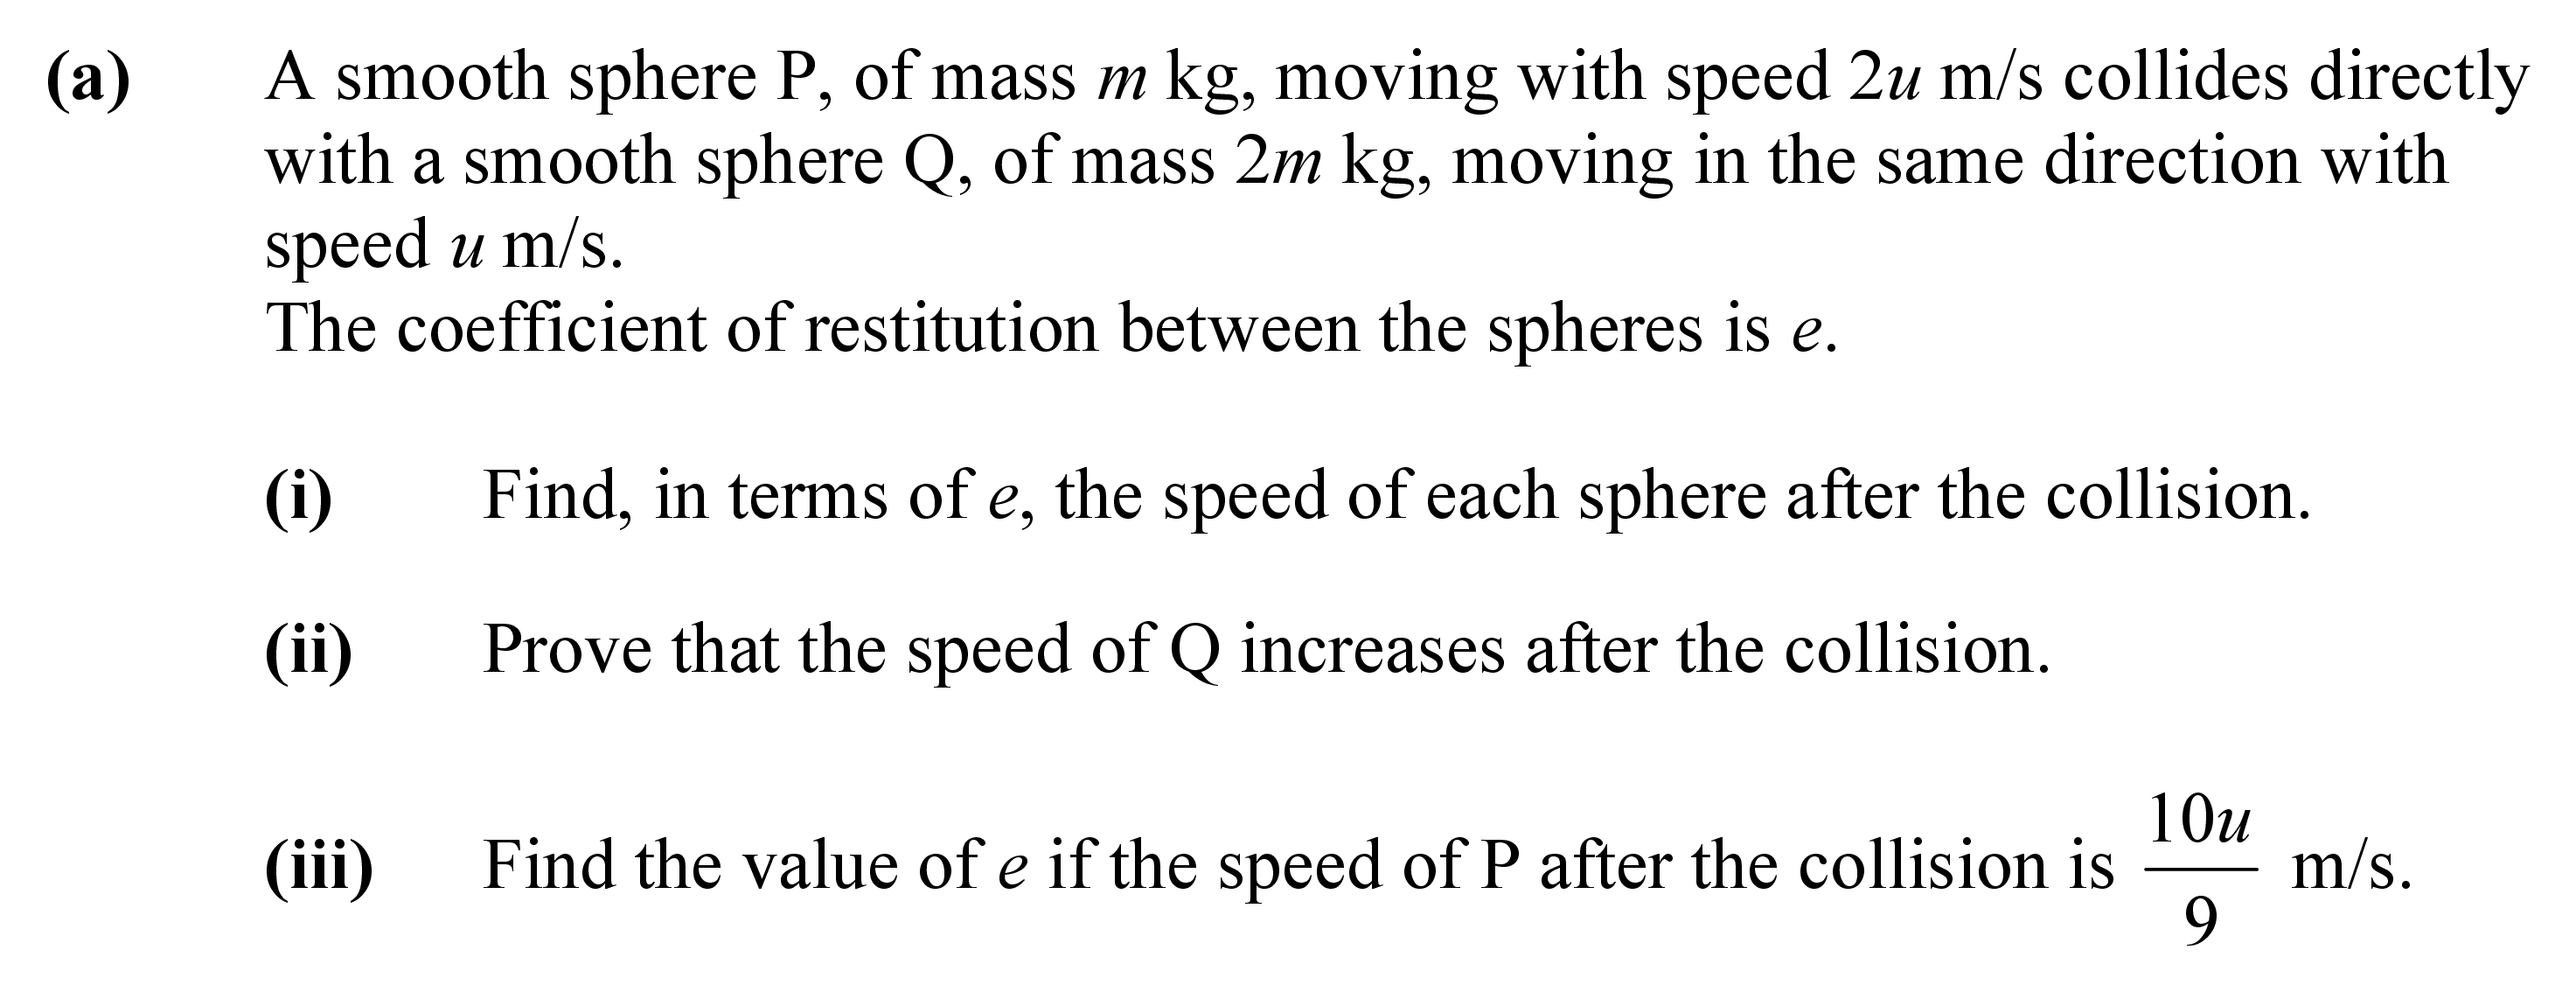 (a) A smooth sphere P, of mass m kg, moving with speed 2u m/s collides directly
with a smooth sphere Q, of mass 2m kg, moving in the same direction with
speed u m/s.
The coefficient of restitution between the spheres is e.
(i) Find, in terms of e, the speed of each sphere after the collision.
(ii) Prove that the speed of Q increases after the collision.
(iii) Find the value of e if the speed of P after the collision is 10u/9 m/s.